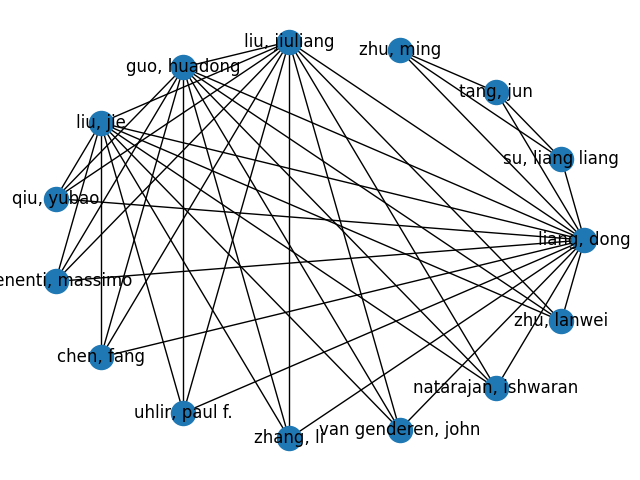 liu, jiuliang
zhu, ming
guo, huadong
tang, jun
liu, jie
su, liang liang
qiu, yubao
liang, dong
massimo
zhu, lanwei
chen, fang
natarajan, ishwaran
uhlir, paul f.
zhang, li
van genderen, john